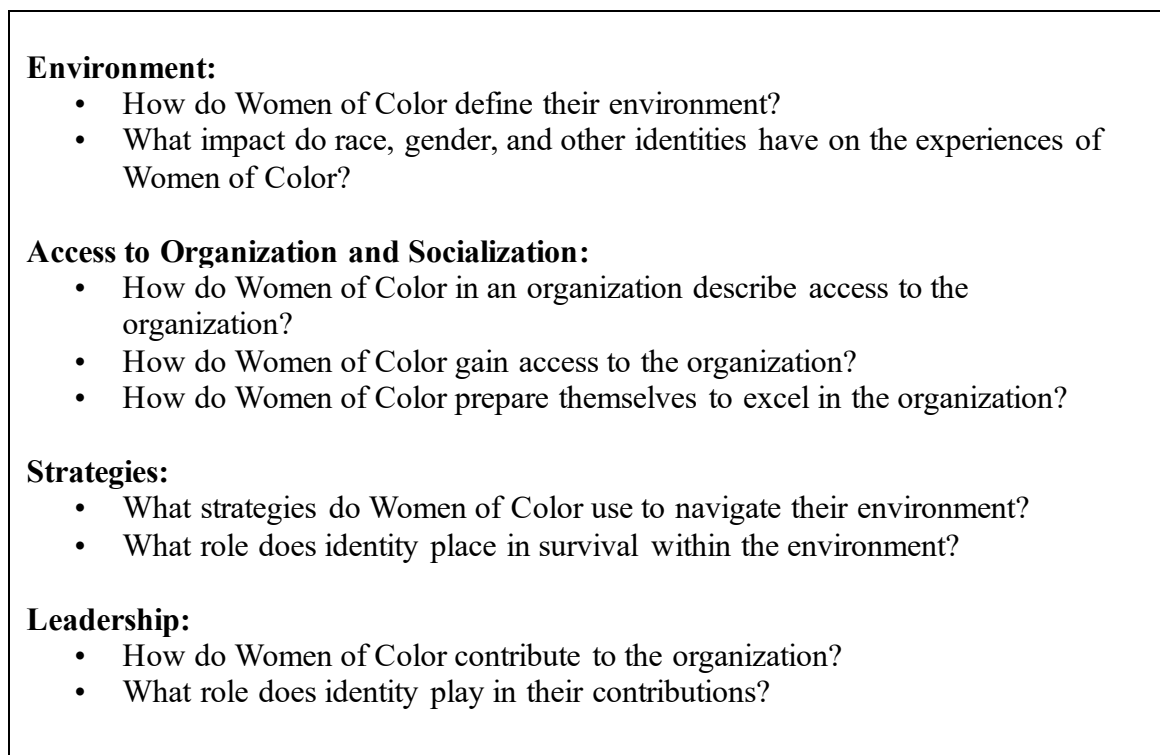 Environment:
• How do Women of Color define their environment?
• What impact do race, gender, and other identities have on the experiences of
Women of Color?
Access to Organization and Socialization:
• How do Women of Color in an organization describe access to the
organization?
• How do Women of Color gain access to the organization?
• How do Women of Color prepare themselves to excel in the organization?
Strategies:
• What strategies do Women of Color use to navigate their environment?
• What role does identity place in survival within the environment?
Leadership:
• How do Women of Color contribute to the organization?
• What role does identity play in their contributions?